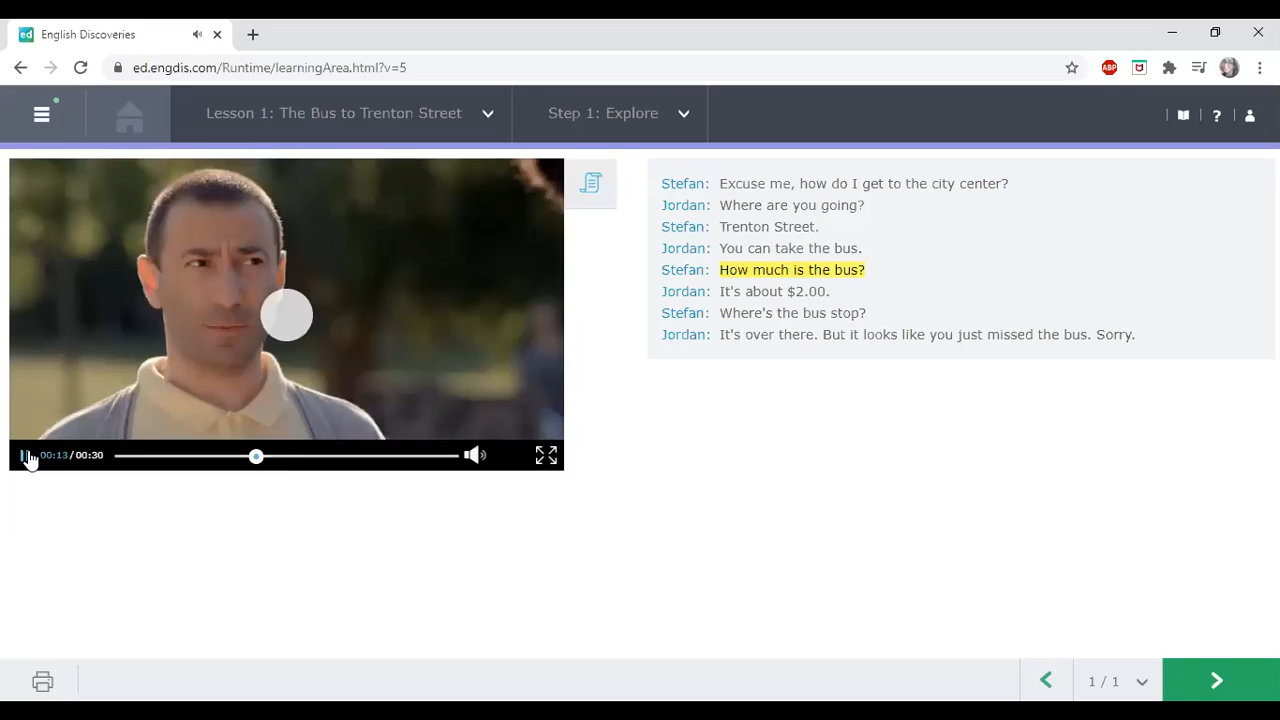 English Discoveries
ed.engdis.com/Runtime/learningArea.html?v=5
ABP
Lesson 1: The Bus to Trenton Street
Step 1: Explore
?
Stefan: Excuse me, how do I get to the city center?
Jordan: Where are you going?
Stefan: Trenton Street.
Jordan: You can take the bus.
Stefan: How much is the bus?
Jordan: It's about $2.00.
Stefan: Where's the bus stop?
Jordan: It's over there. But it looks like you just missed the bus. Sorry.
00:13/00:30
1 / 1